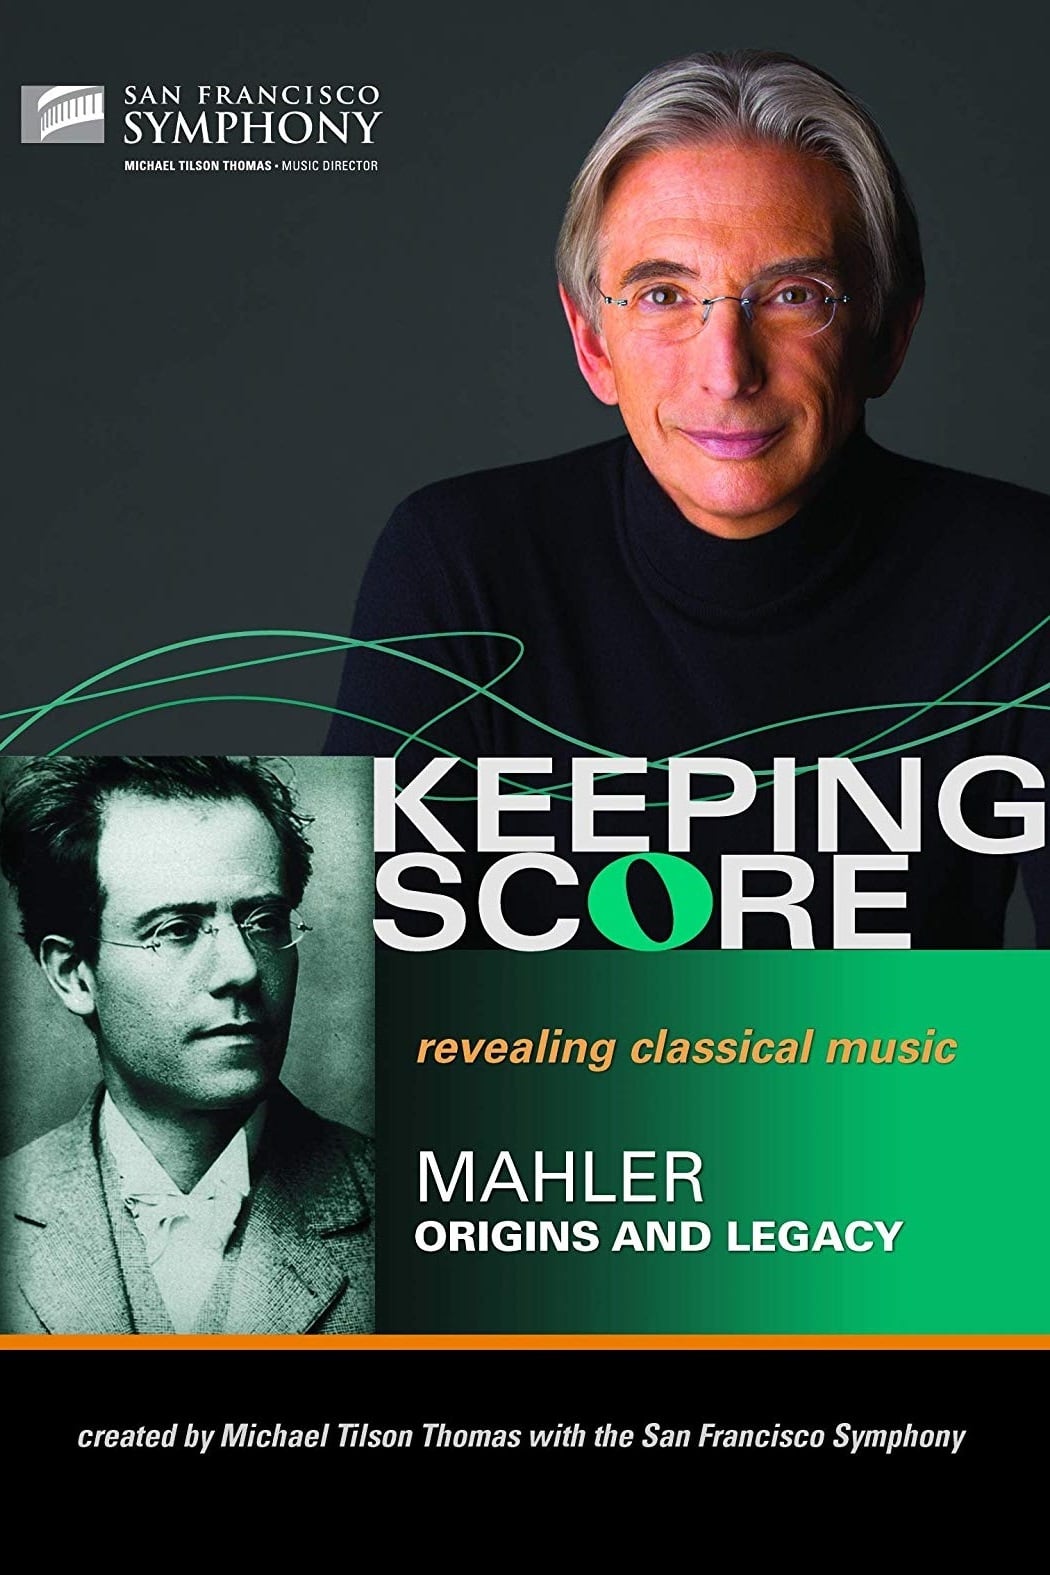 SAN FRANCISCO
SYMPHONY
MICHAEL TILSON THOMAS • MUSIC DIRECTOR
KEEPING
SCORE
revealing classical music
MAHLER
ORIGINS AND LEGACY
created by Michael Tilson Thomas with the San Francisco Symphony